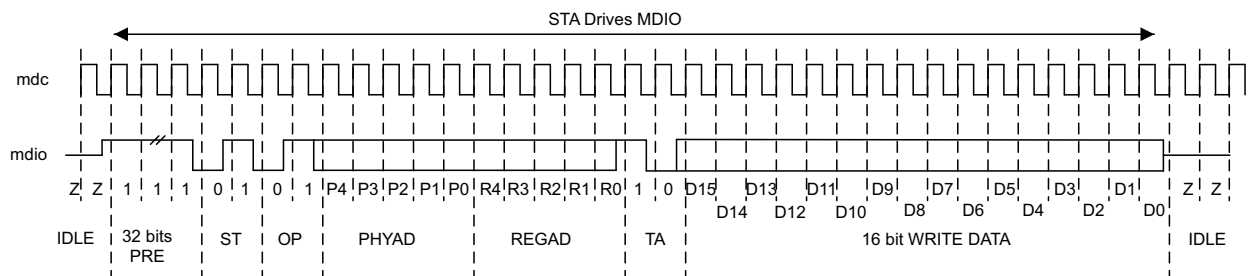 STA Drives MDIO
mdc
mdio
Z Z 1 1 1 0 1 0 1 P4 P3 P2 P1 P0 R4 R3 R2 R1 R0 1 0 D15 D13 D11 D9 D7 D5 D3 D1 Z Z
D14 D12 D10 D8 D6 D4 D2 D0
IDLE 32 bits ST OP PHYAD REGAD TA 16 bit WRITE DATA IDLE
PRE